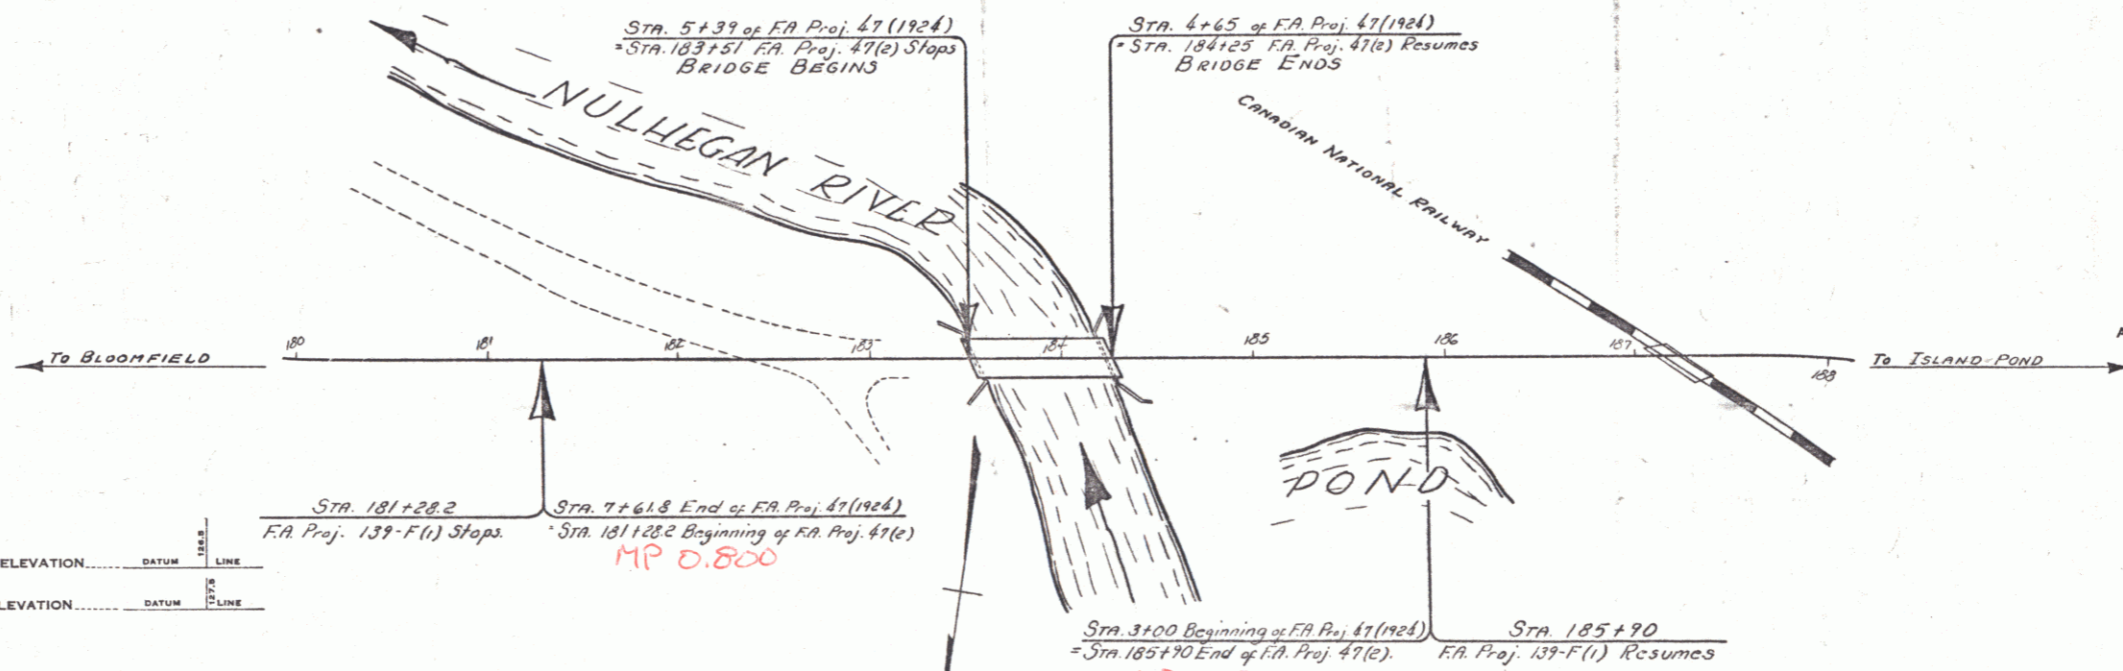 STA. 5+39 of F.A. Proj. 47 (1924)
= STA. 183+51 F.A. Proj. 47(2) Stops
BRIDGE BEGINS
STA. 4+65 of F.A. Proj. 47(1924)
= STA. 184+25 F.A. Proj. 47(2) Resumes
BRIDGE ENDS
NULHEGAN RIVER
CANADIAN NATIONAL RAILWAY
To BLOOMFIELD
180
181
182
183
184
185
186
187
188
To ISLAND POND
POND
STA. 181+28.2
F.A. Proj. 139-F(1) Stops.
STA. 7+61.8 End of F.A. Proj. 47(1924)
= STA. 181+28.2 Beginning of F.A. Proj. 47(2)
MP 0.800
ELEVATION DATUM 126.5 LINE
LEVATION DATUM 127.5 LINE
STA. 3+00 Beginning of F.A. Proj. 47(1924)
= STA. 185+90 End of F.A. Proj. 47(2).
STA. 185+90
F.A. Proj. 139-F(1) Resumes